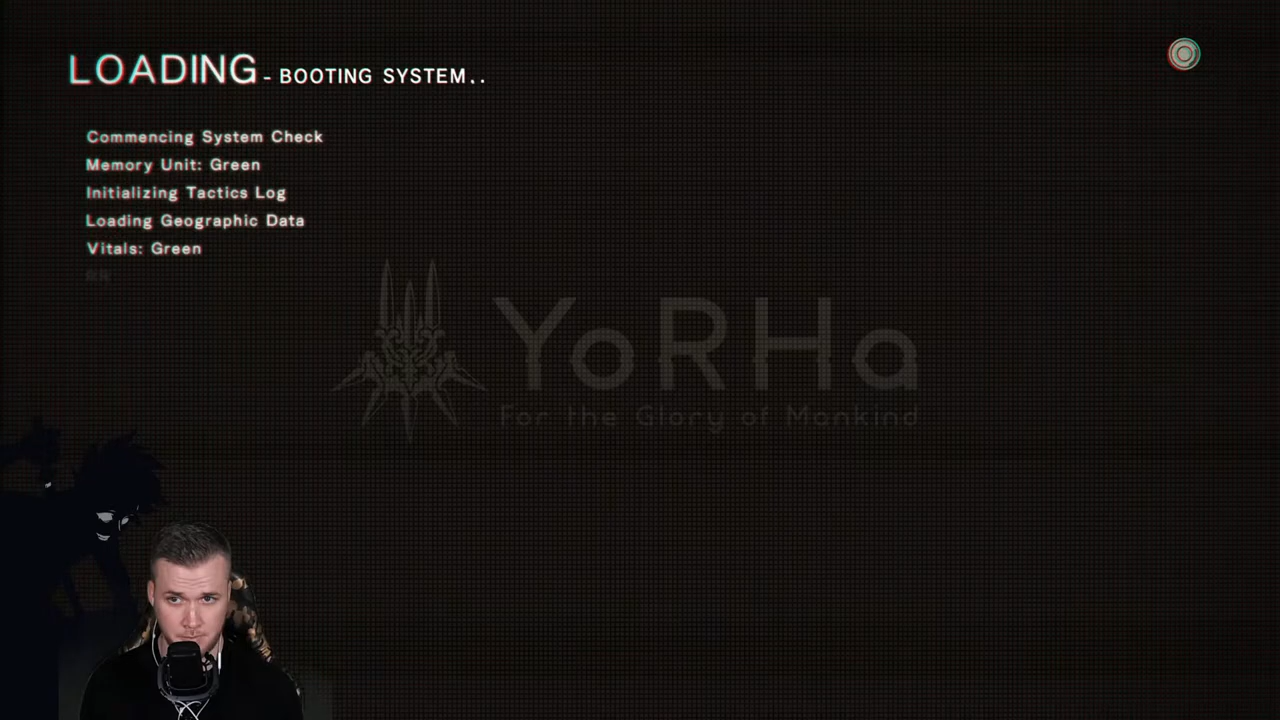 LOADING - BOOTING SYSTEM..
Commencing System Check
Memory Unit: Green
Initializing Tactics Log
Loading Geographic Data
Vitals: Green
YoRHa
For the Glory of Mankind